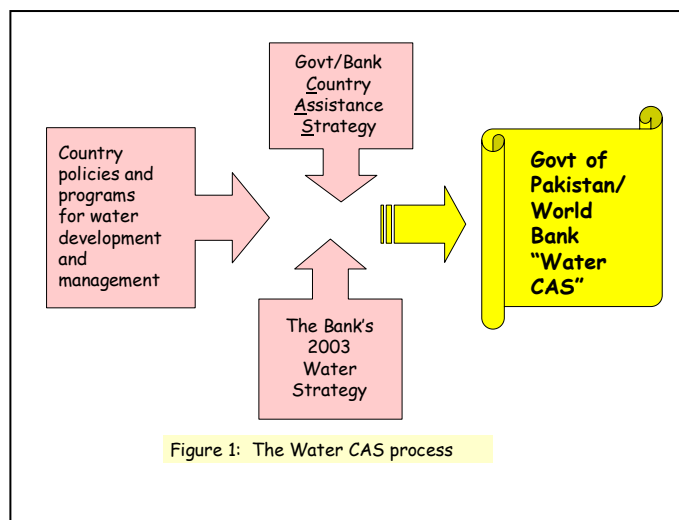 Govt/Bank
Country
Assistance
Strategy
Country
policies and
programs
for water
development
and
management
Govt of
Pakistan/
World
Bank
“Water
CAS”
The Bank’s
2003
Water
Strategy
Figure 1: The Water CAS process